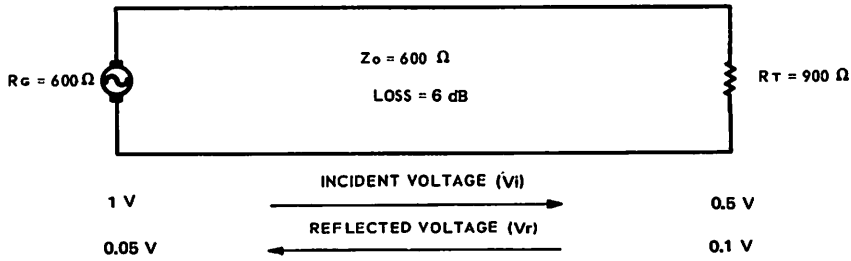 Zo = 600 Ω
RG = 600 Ω
LOSS = 6 dB
RT = 900 Ω
INCIDENT VOLTAGE (Vi)
1 V
0.5 V
REFLECTED VOLTAGE (Vr)
0.05 V
0.1 V